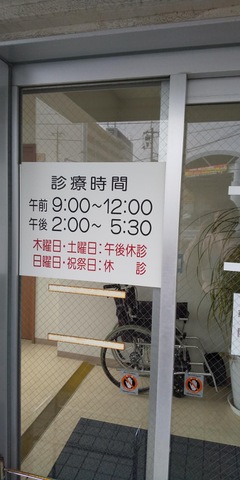 診療時間
午前 9:00～12:00
午後 2:00～ 5:30
木曜日・土曜日：午後休診
日曜日・祝祭日：休　診